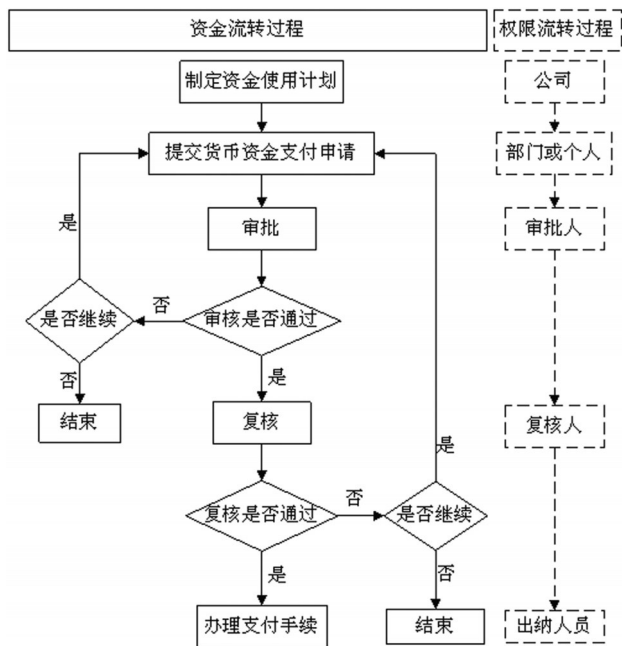 资金流转过程
权限流转过程
制定资金使用计划
公司
提交货币资金支付申请
部门或个人
是
审批
审批人
是否继续
否
审核是否通过
否
是
结束
复核
复核人
是
复核是否通过
否
是否继续
是
否
办理支付手续
结束
出纳人员